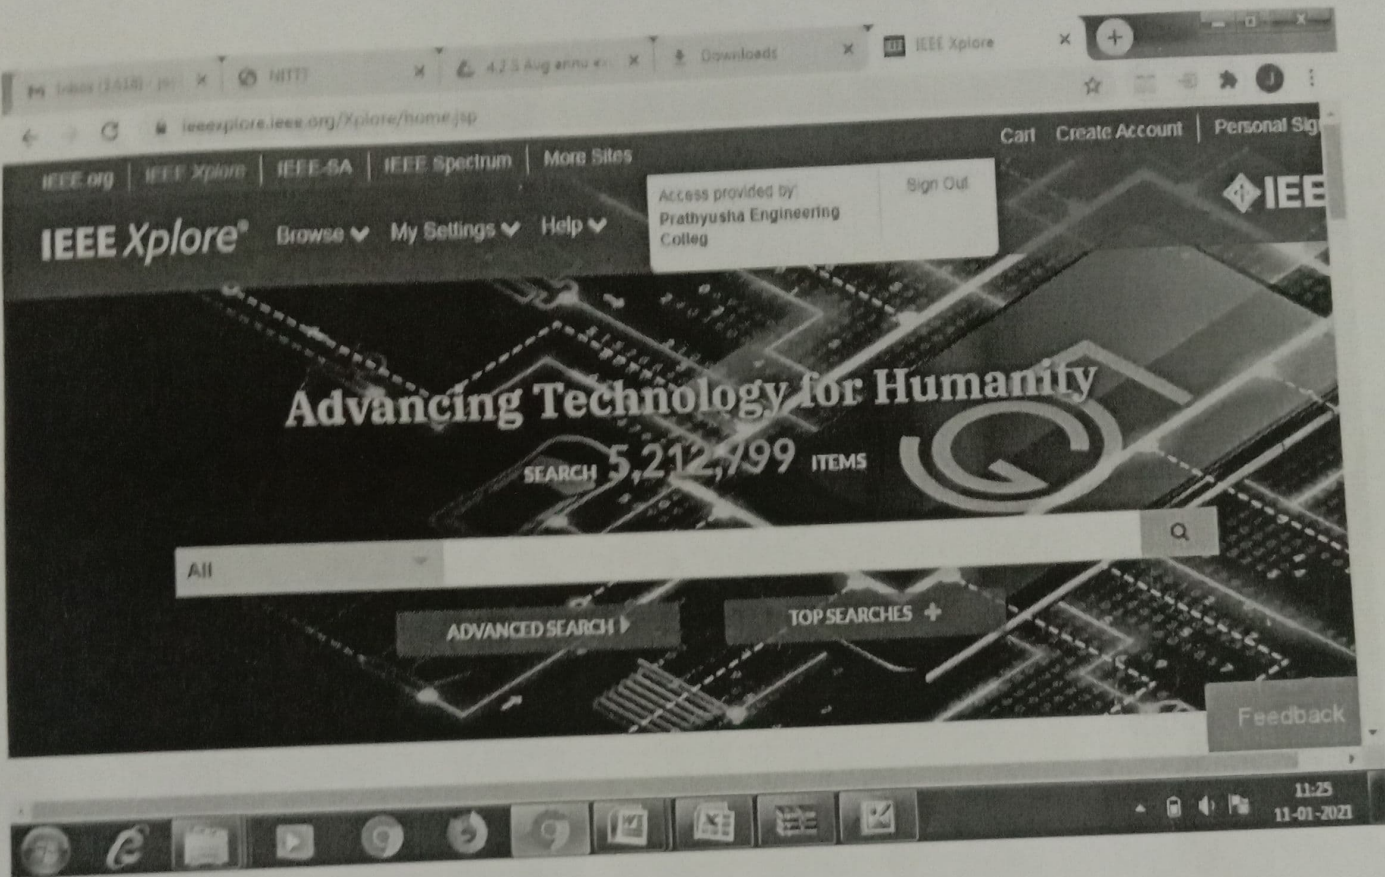 Downloads
IEEE Xplore
ieeexplore.ieee.org/Xplore/home.jsp
Cart Create Account Personal Sig
IEEE.org IEEE Xplore IEEE-SA IEEE Spectrum More Sites
Access provided by:
Prathyusha Engineering
Colleg
Sign Out
IEE
IEEE Xplore® Browse My Settings Help
Advancing Technology for Humanity
SEARCH 5,212,799 ITEMS
All
ADVANCED SEARCH
TOP SEARCHES
Feedback
11:25
11-01-2021